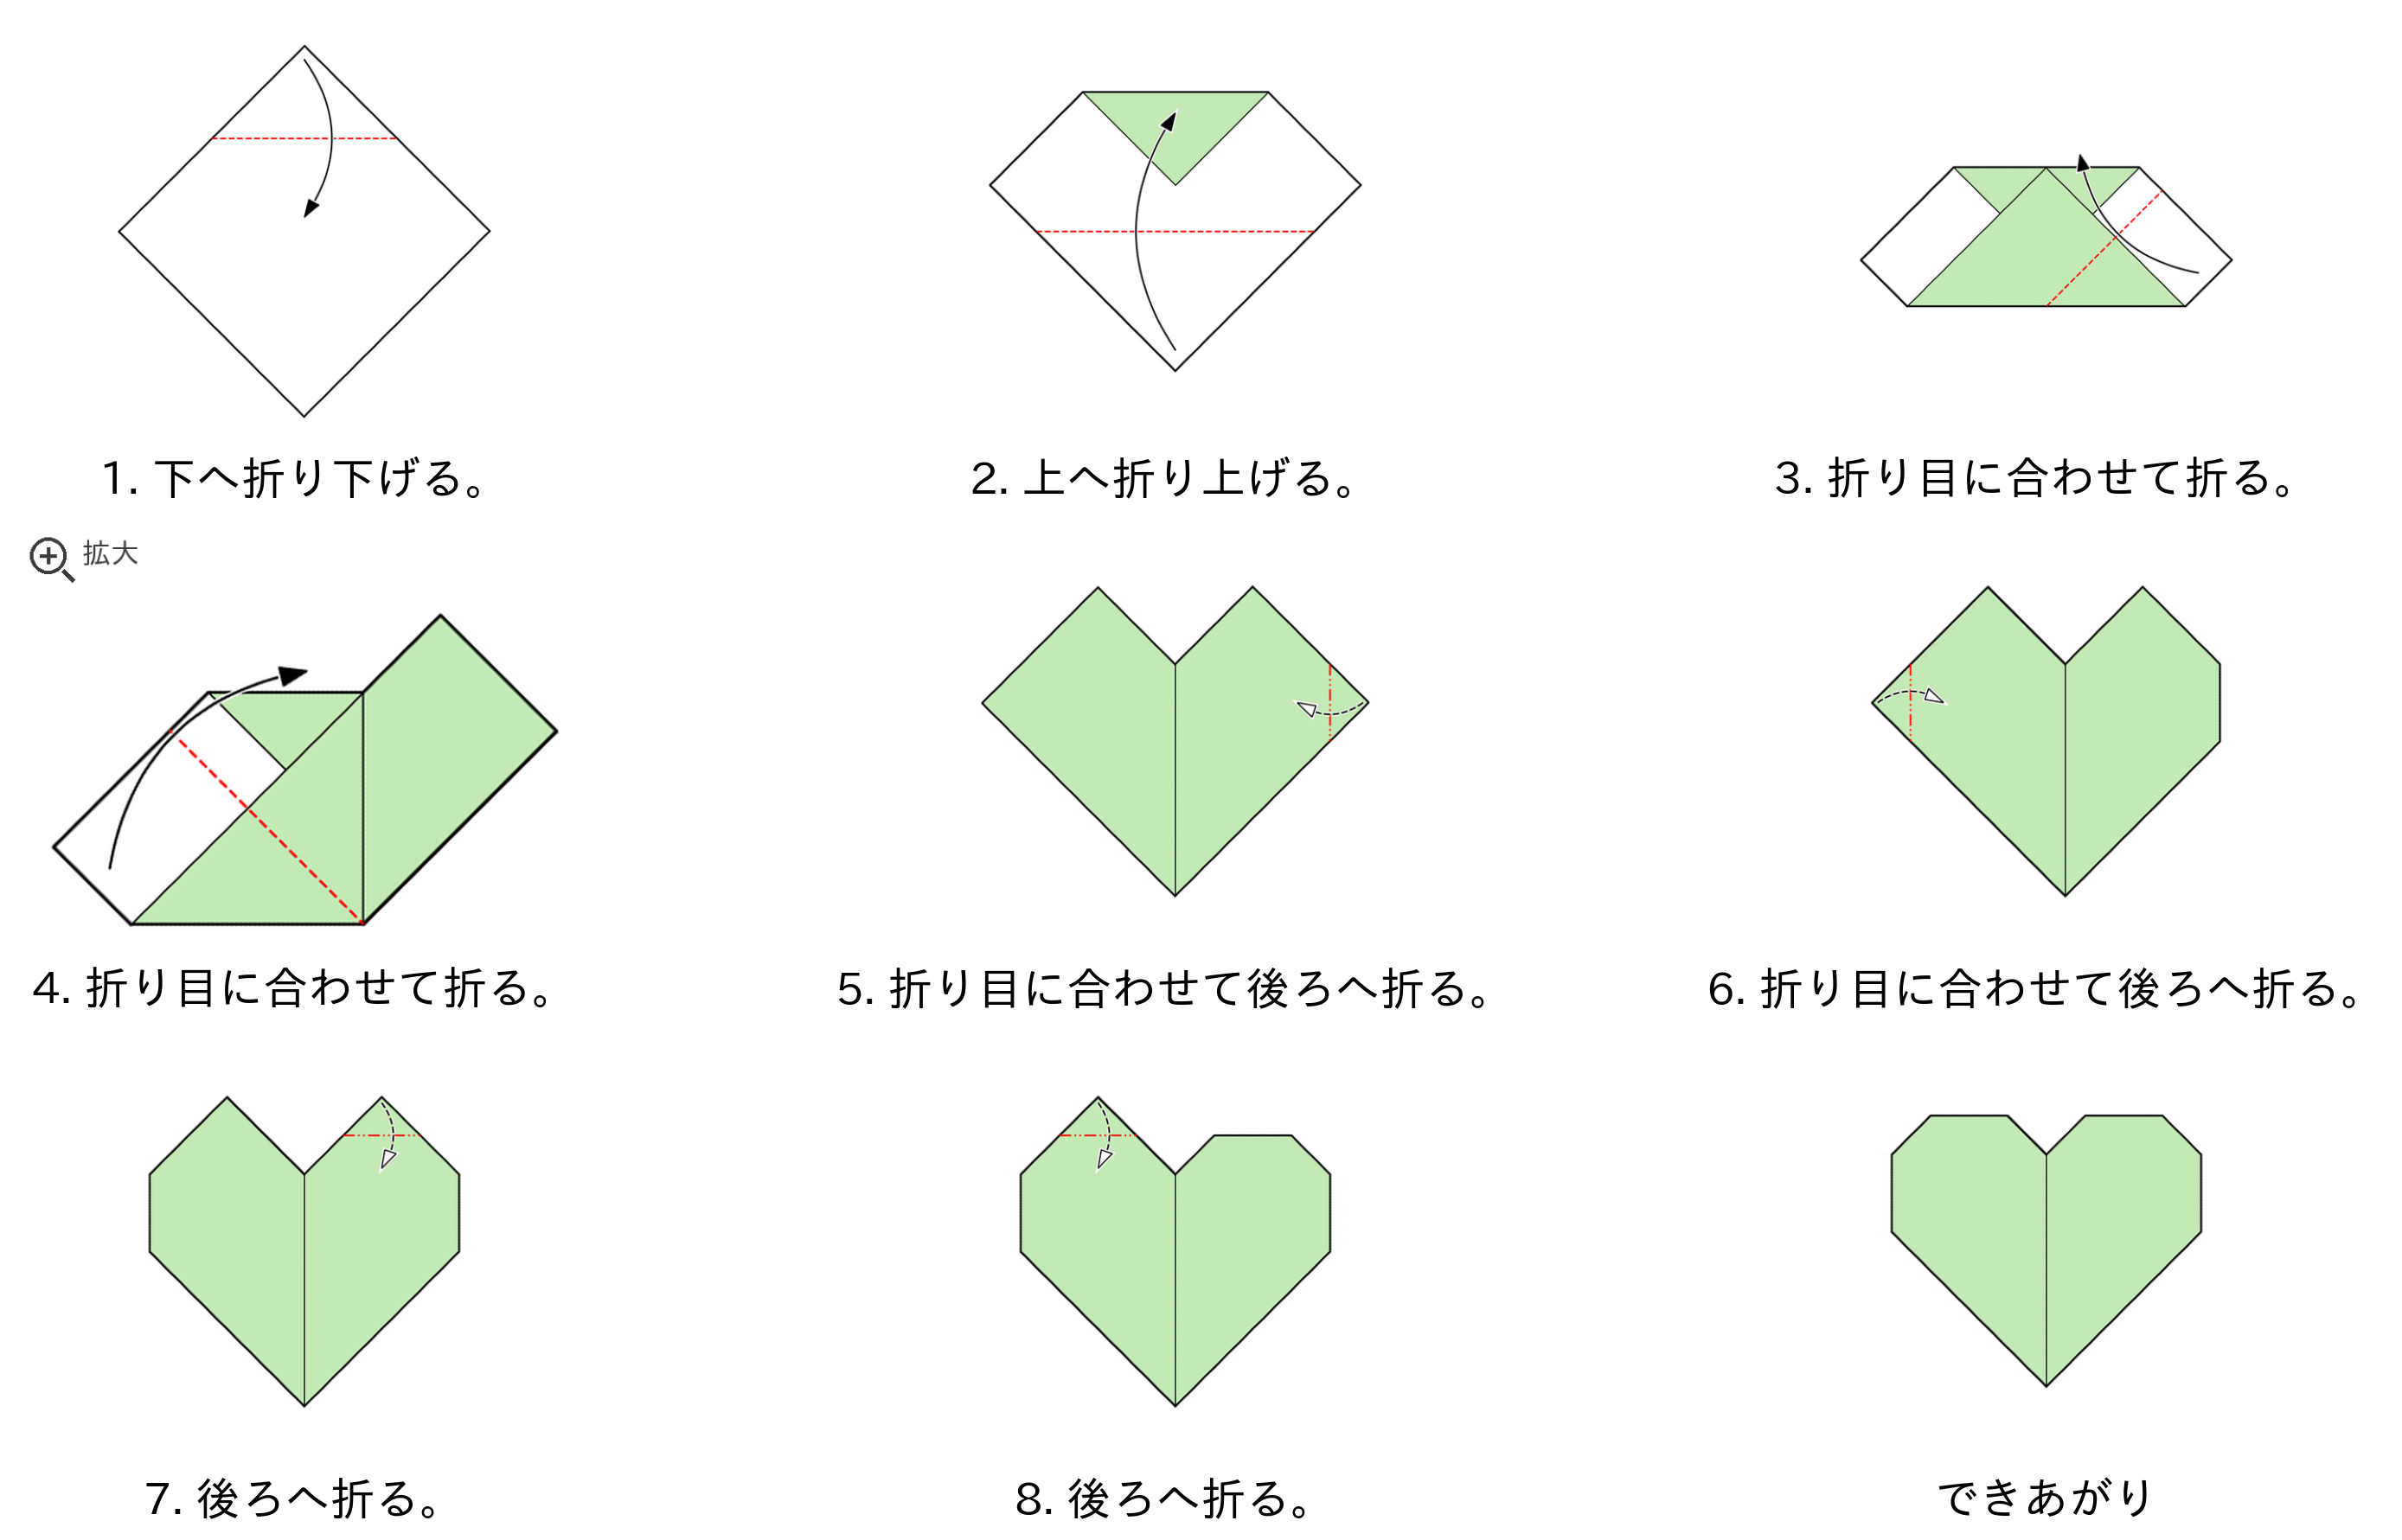 1. 下へ折り下げる。
2. 上へ折り上げる。
3. 折り目に合わせて折る。
拡大
4. 折り目に合わせて折る。
5. 折り目に合わせて後ろへ折る。
6. 折り目に合わせて後ろへ折る。
7. 後ろへ折る。
8. 後ろへ折る。
できあがり